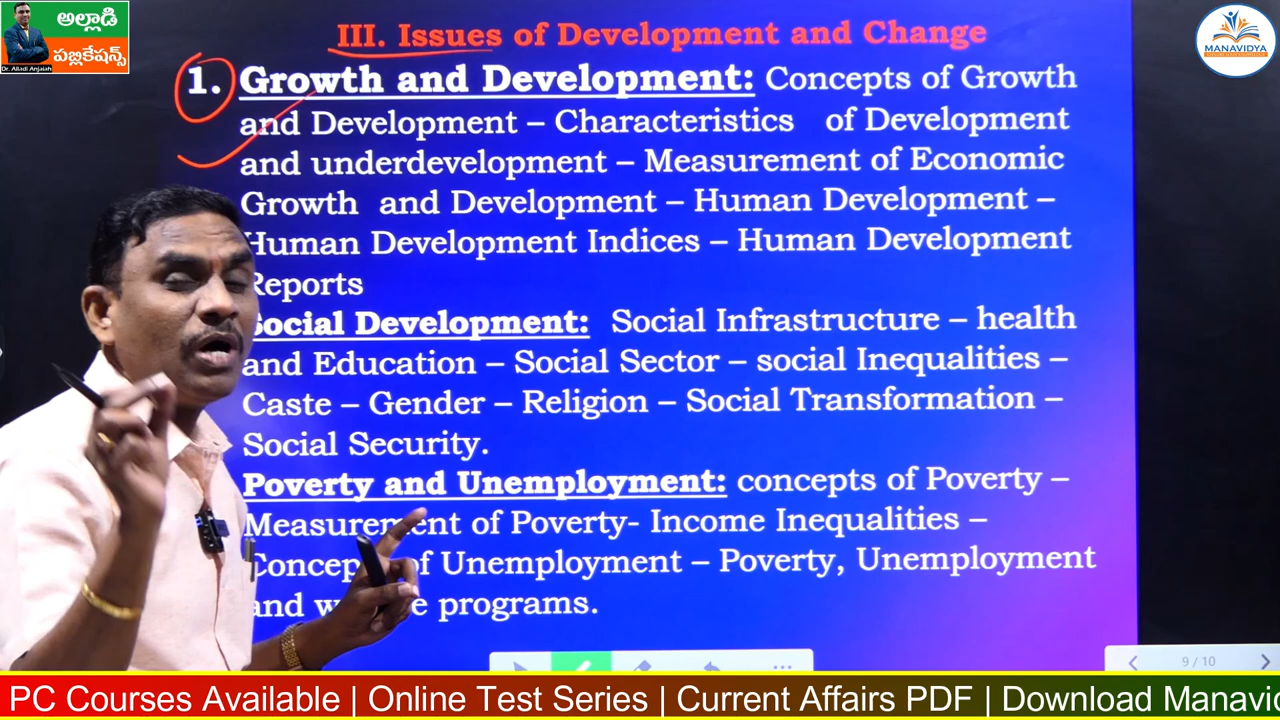 అల్లాడి
పబ్లికేషన్స్
Dr. Alladi Anjaiah
MANAVIDYA
III. Issues of Development and Change
1. Growth and Development: Concepts of Growth
and Development – Characteristics of Development
and underdevelopment – Measurement of Economic
Growth and Development – Human Development –
Human Development Indices – Human Development
Reports
Social Development: Social Infrastructure – health
and Education – Social Sector – social Inequalities –
Caste – Gender – Religion – Social Transformation –
Social Security.
Poverty and Unemployment: concepts of Poverty –
Measurement of Poverty- Income Inequalities –
Concept of Unemployment – Poverty, Unemployment
and programs.
9 / 10
PC Courses Available | Online Test Series | Current Affairs PDF | Download Manavid